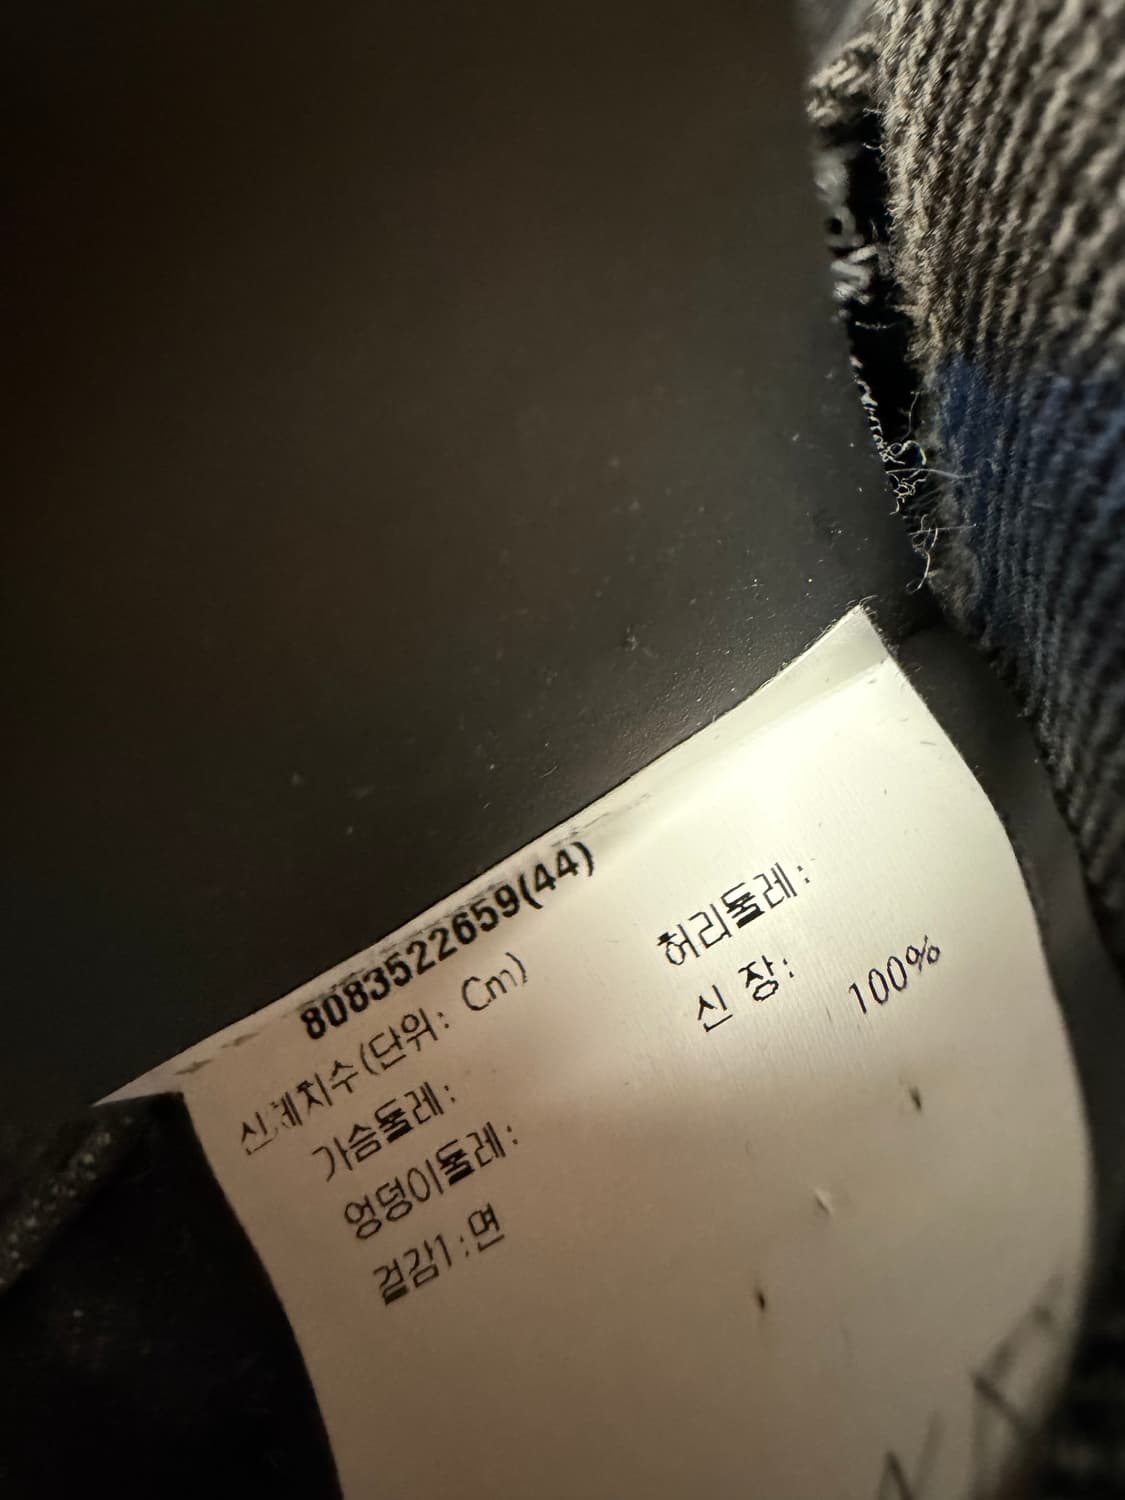 8083522659(44)
신체치수(단위: Cm)
가슴둘레: 허리둘레:
엉덩이둘레: 신 장:
겉감1:면 100%